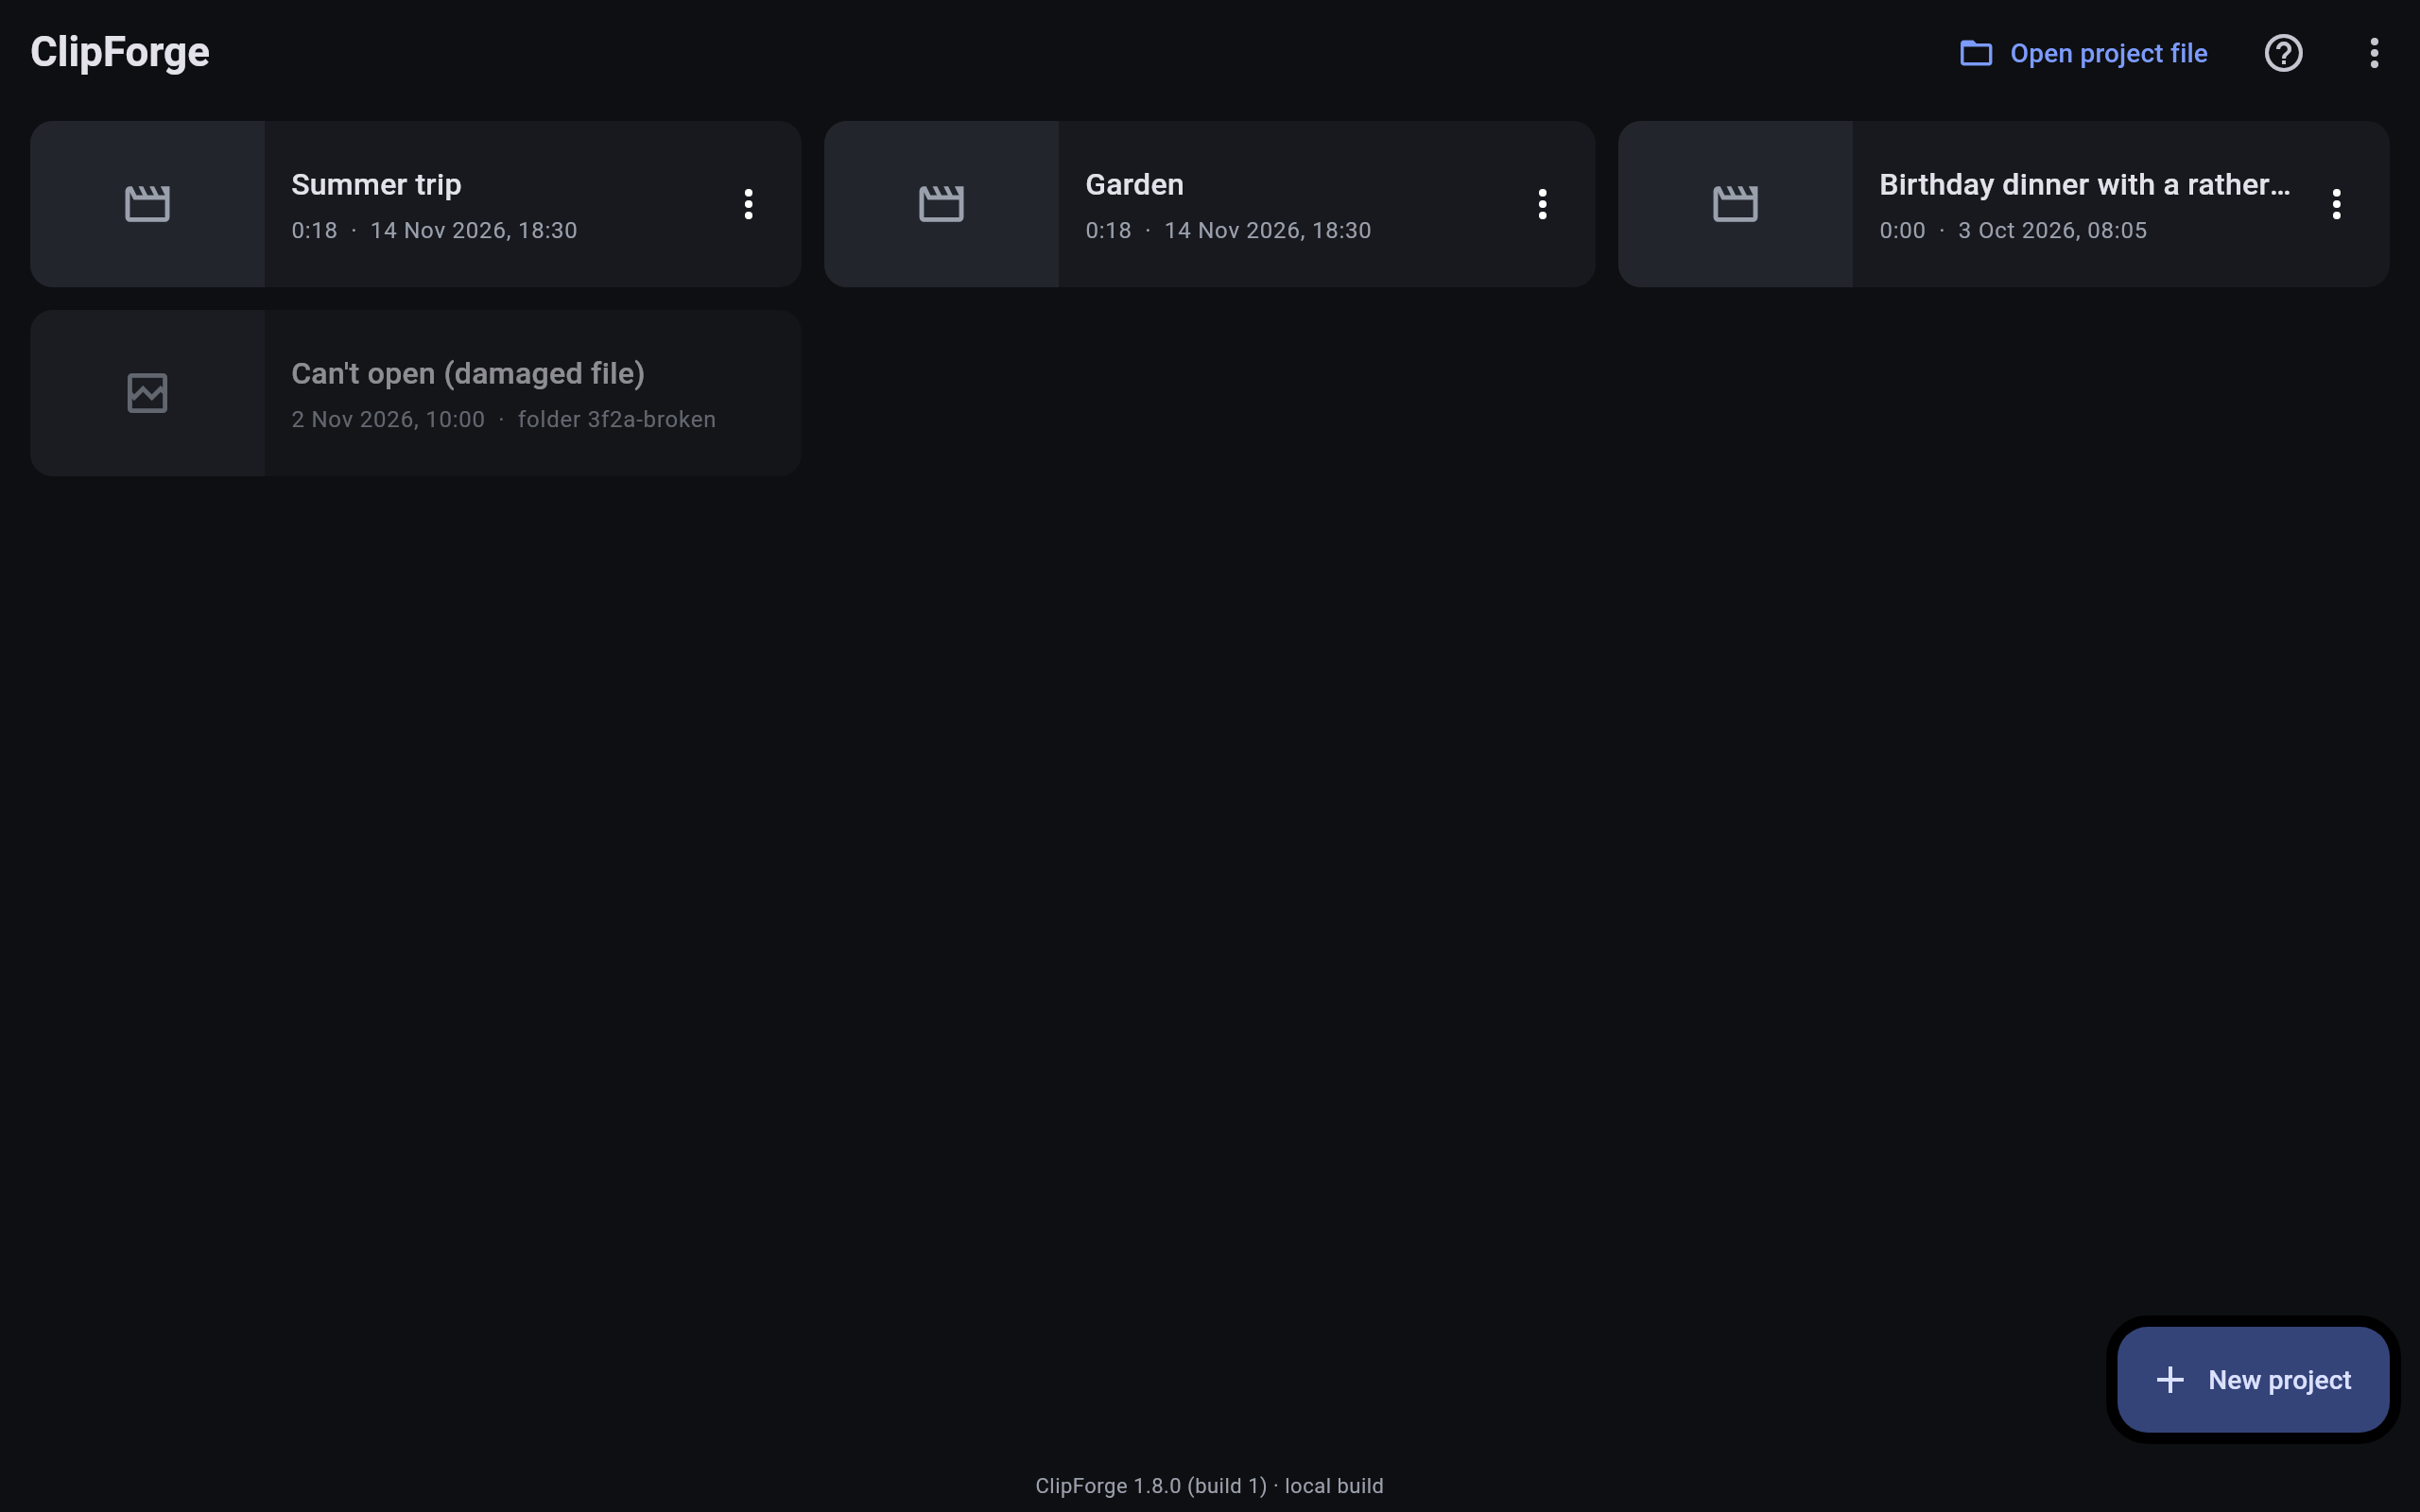 ClipForge
Open project file
Summer trip
0:18 · 14 Nov 2026, 18:30
Garden
0:18 · 14 Nov 2026, 18:30
Birthday dinner with a rather…
0:00 · 3 Oct 2026, 08:05
Can't open (damaged file)
2 Nov 2026, 10:00 · folder 3f2a-broken
New project
ClipForge 1.8.0 (build 1) · local build